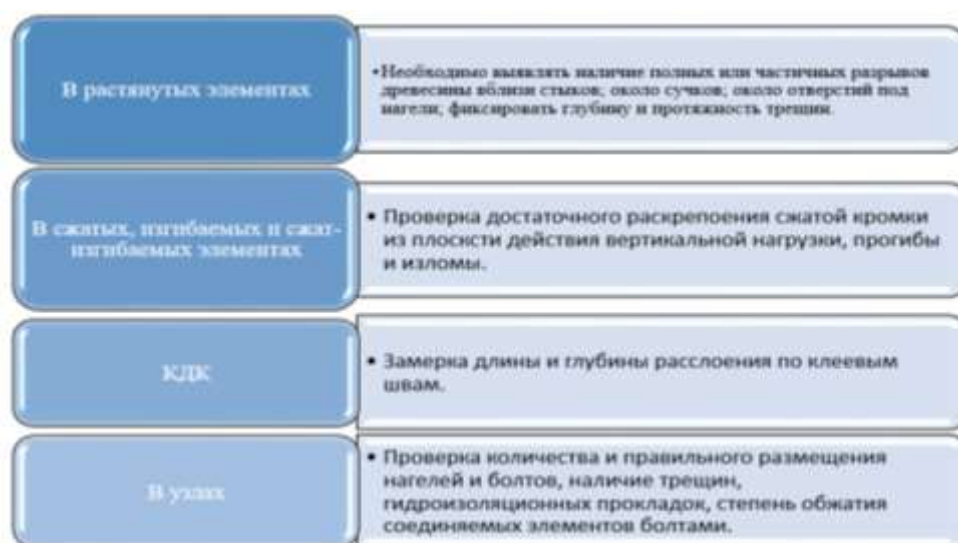 В растянутых элементах
•Необходимо выявлять наличие полных или частичных разрывов
древесины вблизи стыков; около сучков; около отверстий под
нагели; фиксировать глубину и протяжность трещин.
В сжатых, изгибаемых и сжат-
изгибаемых элементах
• Проверка достаточного раскрепоения сжатой кромки
из плосксти действия вертикальной нагрузки, прогибы
и изломы.
КДК
• Замерка длины и глубины расслоения по клеевым
швам.
В узлах
• Проверка количества и правильного размещения
нагелей и болтов, наличие трещин,
гидроизоляционных прокладок, степень обжатия
соединяемых элементов болтами.